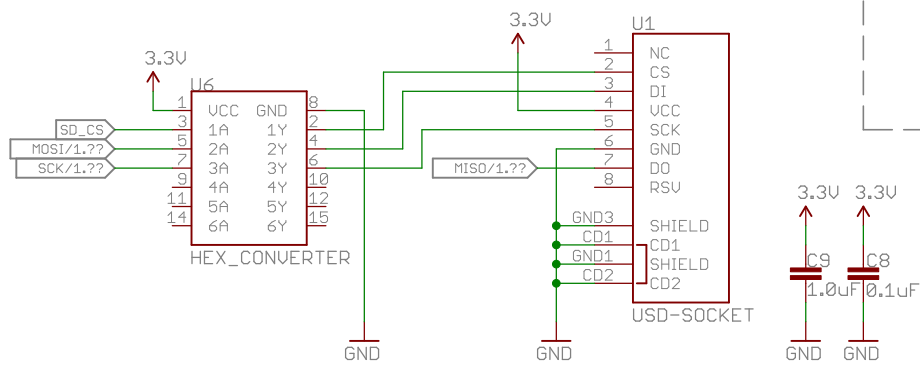 3.3V
U6
1 VCC GND 8
SD_CS 3 1A 1Y 2
MOSI/1.?? 5 2A 2Y 4
SCK/1.?? 7 3A 3Y 6
9 4A 4Y 10
11 5A 5Y 12
14 6A 6Y 15
HEX_CONVERTER
GND
3.3V
U1
1 NC
2 CS
3 DI
4 VCC
5 SCK
6 GND
MISO/1.?? 7 DO
8 RSV
GND3 SHIELD
CD1 CD1
GND1 SHIELD
CD2 CD2
USD-SOCKET
GND
3.3V 3.3V
C9 C8
1.0uF 0.1uF
GND GND